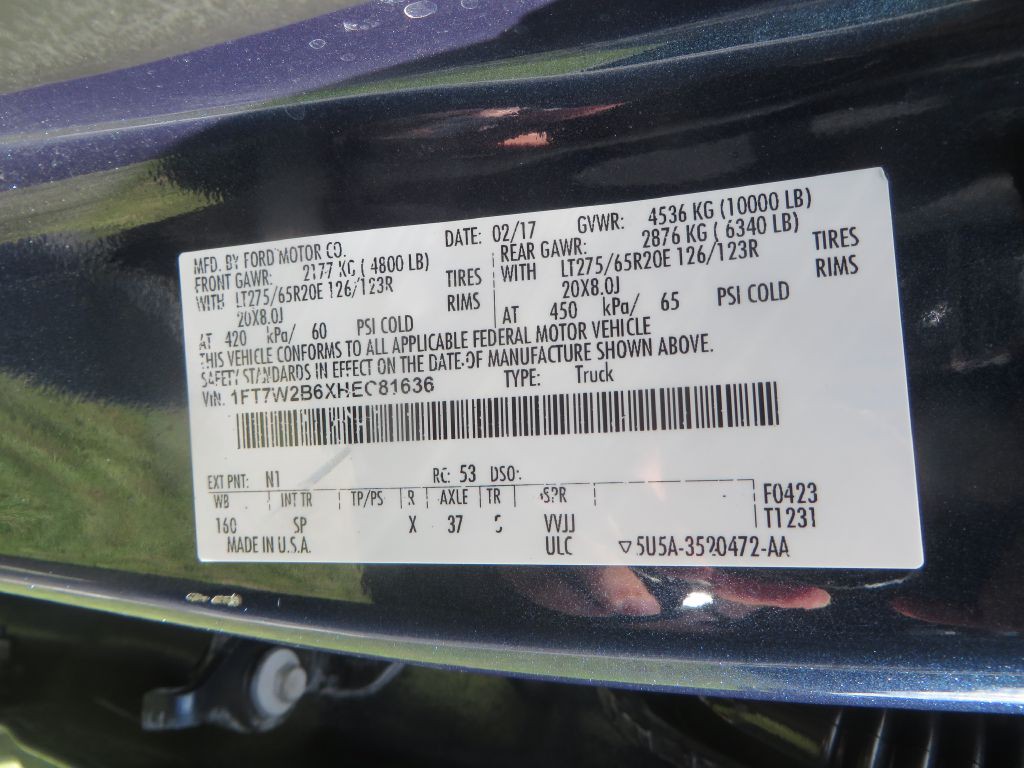 MFD. BY FORD MOTOR CO. DATE: 02/17 GVWR: 4536 KG (10000 LB)
FRONT GAWR: 2177 KG ( 4800 LB) REAR GAWR: 2876 KG ( 6340 LB)
WITH LT275/65R20E 126/123R TIRES WITH LT275/65R20E 126/123R TIRES
20X8.0J RIMS 20X8.0J RIMS
AT 420 kPa/ 60 PSI COLD AT 450 kPa/ 65 PSI COLD
THIS VEHICLE CONFORMS TO ALL APPLICABLE FEDERAL MOTOR VEHICLE
SAFETY STANDARDS IN EFFECT ON THE DATE OF MANUFACTURE SHOWN ABOVE.
VIN: 1FT7W2B6XHEC81636 TYPE: Truck
EXT PNT: N1 RC: 53 DSO:
WB INT TR TP/PS R AXLE TR SPR F0423
160 SP X 37 VVJJ T1231
MADE IN U.S.A. ULC ▽5U5A-3520472-AA